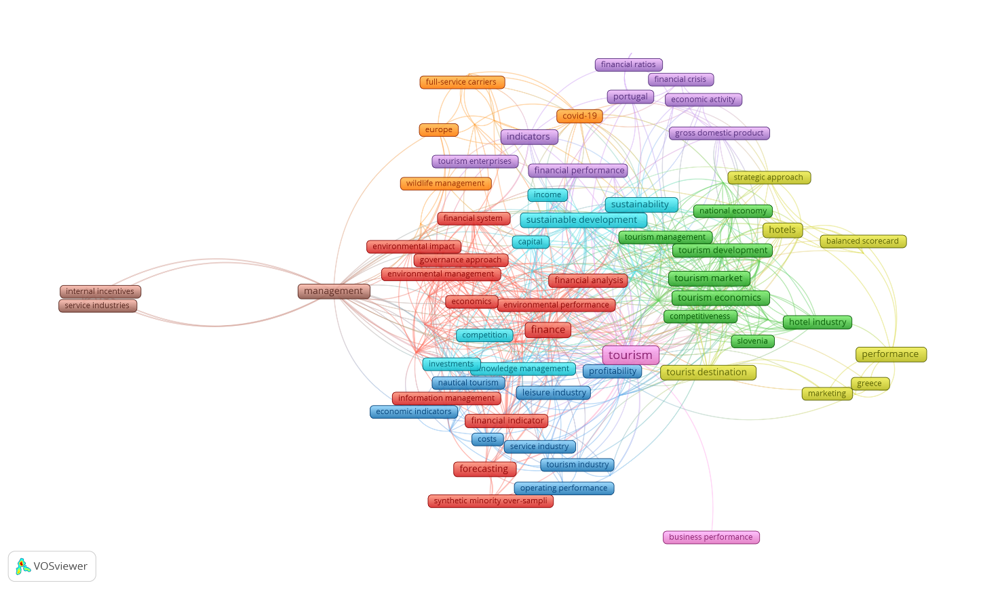 financial ratios
financial crisis
full-service carriers
portugal
economic activity
covid-19
europe
gross domestic product
indicators
tourism enterprises
financial performance
strategic approach
wildlife management
income
sustainability
national economy
financial system
sustainable development
hotels
tourism management
capital
balanced scorecard
environmental impact
tourism development
governance approach
environmental management
financial analysis
tourism market
internal incentives
management
service industries
economics
environmental performance
tourism economics
competitiveness
hotel industry
finance
competition
slovenia
tourism
performance
investments
knowledge management
profitability
tourist destination
nautical tourism
greece
leisure industry
marketing
information management
economic indicators
financial indicator
costs
service industry
tourism industry
forecasting
operating performance
synthetic minority over-sampli
business performance
VOSviewer